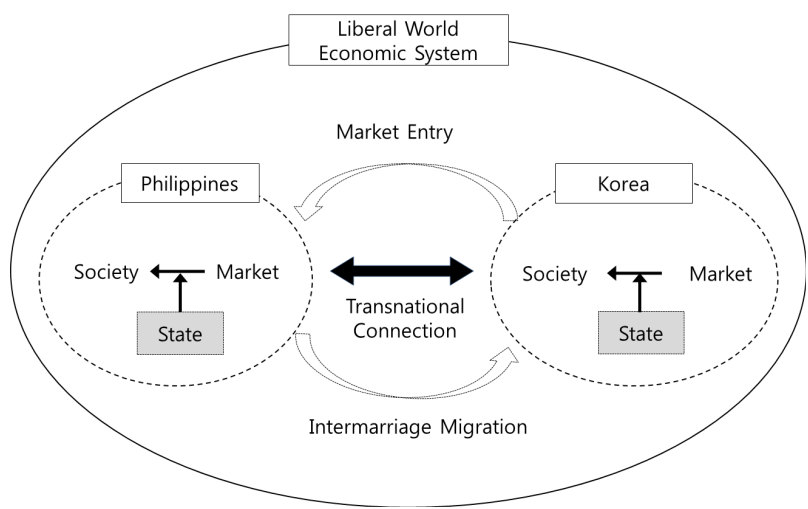 Liberal World
Economic System
Market Entry
Philippines
Korea
Society
Market
State
Transnational
Connection
Society
Market
State
Intermarriage Migration